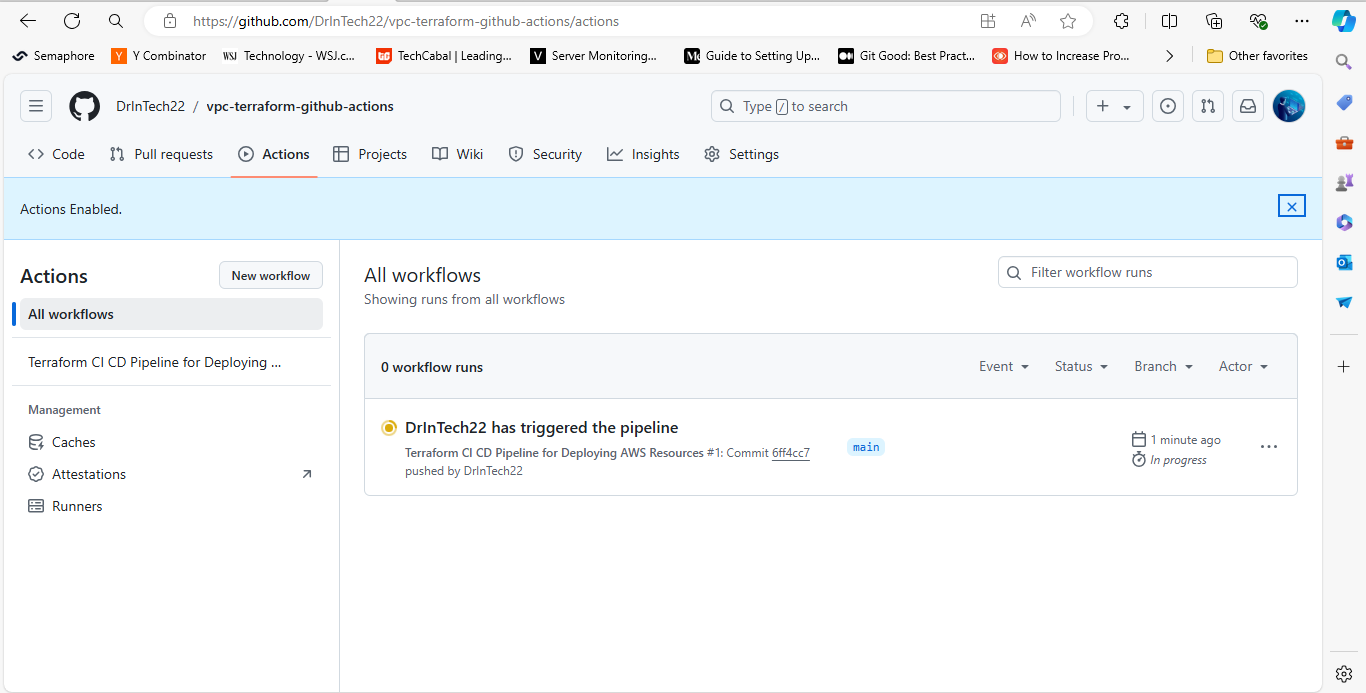 https://github.com/DrInTech22/vpc-terraform-github-actions/actions
Semaphore
Y Combinator
WSJ Technology - WSJ.c...
TechCabal | Leading...
Server Monitoring...
Guide to Setting Up...
Git Good: Best Pract...
How to Increase Pro...
Other favorites
DrInTech22 / vpc-terraform-github-actions
Type / to search
Code
Pull requests
Actions
Projects
Wiki
Security
Insights
Settings
Actions Enabled.
Actions
New workflow
All workflows
Terraform CI CD Pipeline for Deploying ...
Management
Caches
Attestations
Runners
All workflows
Showing runs from all workflows
Filter workflow runs
0 workflow runs
Event
Status
Branch
Actor
DrInTech22 has triggered the pipeline
Terraform CI CD Pipeline for Deploying AWS Resources #1: Commit 6ff4cc7
pushed by DrInTech22
main
1 minute ago
In progress